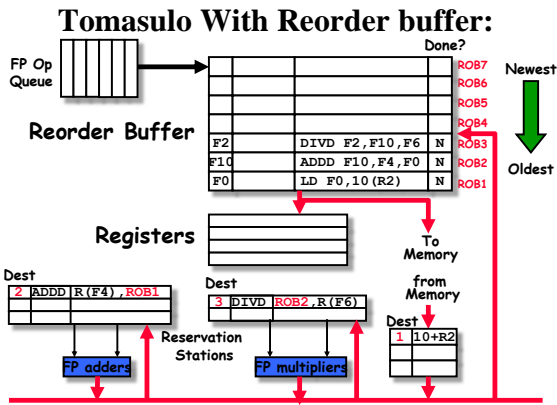 Tomasulo With Reorder buffer:
Done?
FP Op
Queue
ROB7
ROB6
ROB5
ROB4
Newest
Reorder Buffer
F2 DIVD F2,F10,F6 N ROB3
F10 ADDD F10,F4,F0 N ROB2
F0 LD F0,10(R2) N ROB1
Oldest
Registers
To
Memory
from
Memory
Dest
2 ADDD R(F4),ROB1
Dest
3 DIVD ROB2,R(F6)
Dest
1 10+R2
Reservation
Stations
FP adders
FP multipliers